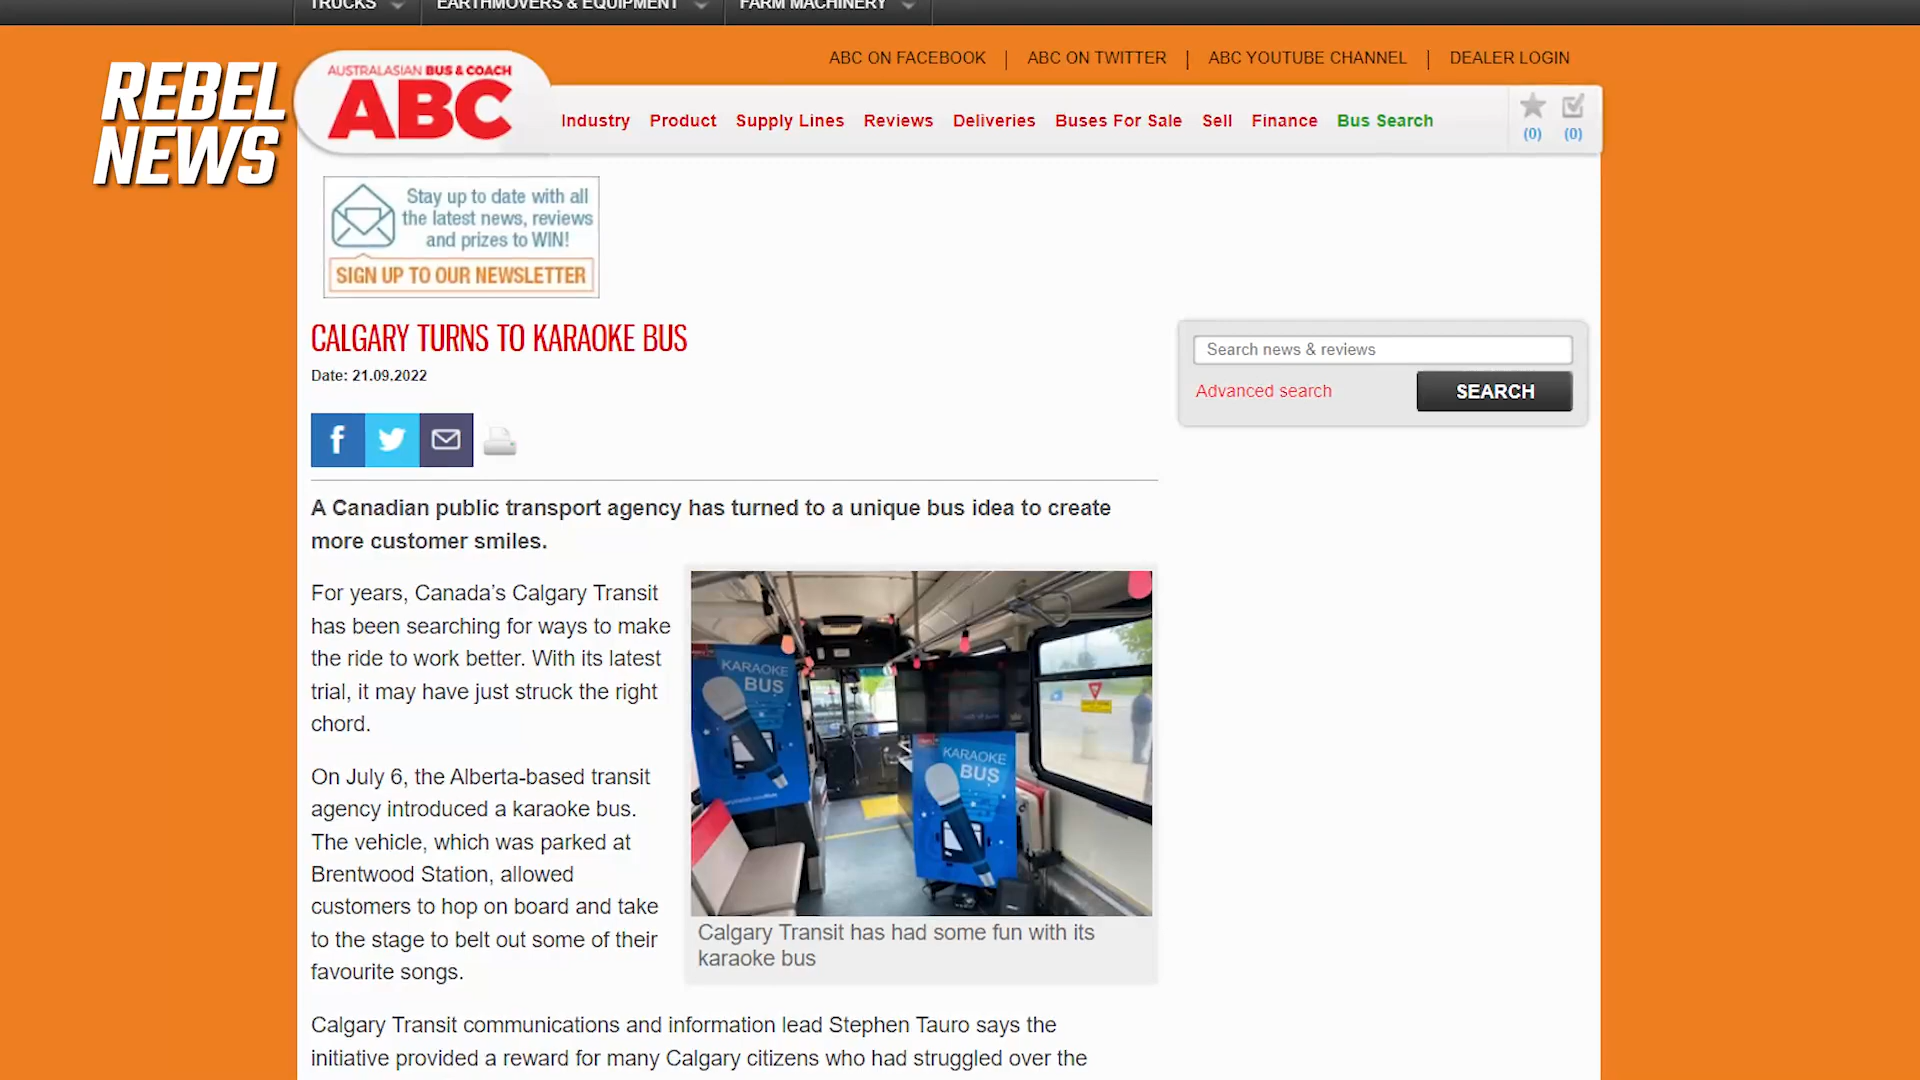 TRUCKS
EARTHMOVERS & EQUIPMENT
FARM MACHINERY
REBEL
NEWS
AUSTRALASIAN BUS & COACH
ABC
ABC ON FACEBOOK
ABC ON TWITTER
ABC YOUTUBE CHANNEL
DEALER LOGIN
Industry Product Supply Lines Reviews Deliveries Buses For Sale Sell Finance Bus Search
(0) (0)
Stay up to date with all
the latest news, reviews
and prizes to WIN!
SIGN UP TO OUR NEWSLETTER
CALGARY TURNS TO KARAOKE BUS
Date: 21.09.2022
Search news & reviews
Advanced search
SEARCH
A Canadian public transport agency has turned to a unique bus idea to create
more customer smiles.
For years, Canada’s Calgary Transit
has been searching for ways to make
the ride to work better. With its latest
trial, it may have just struck the right
chord.
On July 6, the Alberta-based transit
agency introduced a karaoke bus.
The vehicle, which was parked at
Brentwood Station, allowed
customers to hop on board and take
to the stage to belt out some of their
favourite songs.
KARAOKE
BUS
KARAOKE
BUS
Calgary Transit has had some fun with its
karaoke bus
Calgary Transit communications and information lead Stephen Tauro says the
initiative provided a reward for many Calgary citizens who had struggled over the